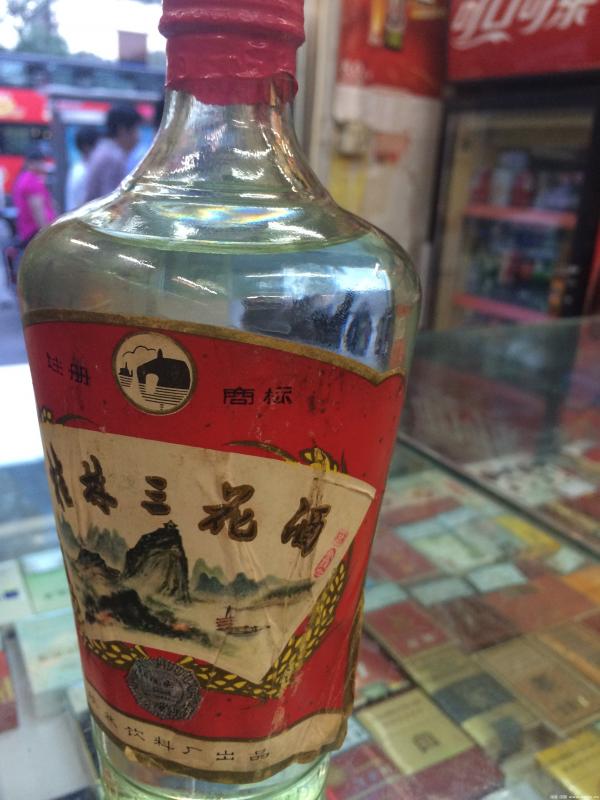 可口可乐
注册 商标
桂林三花酒
饮料厂出品